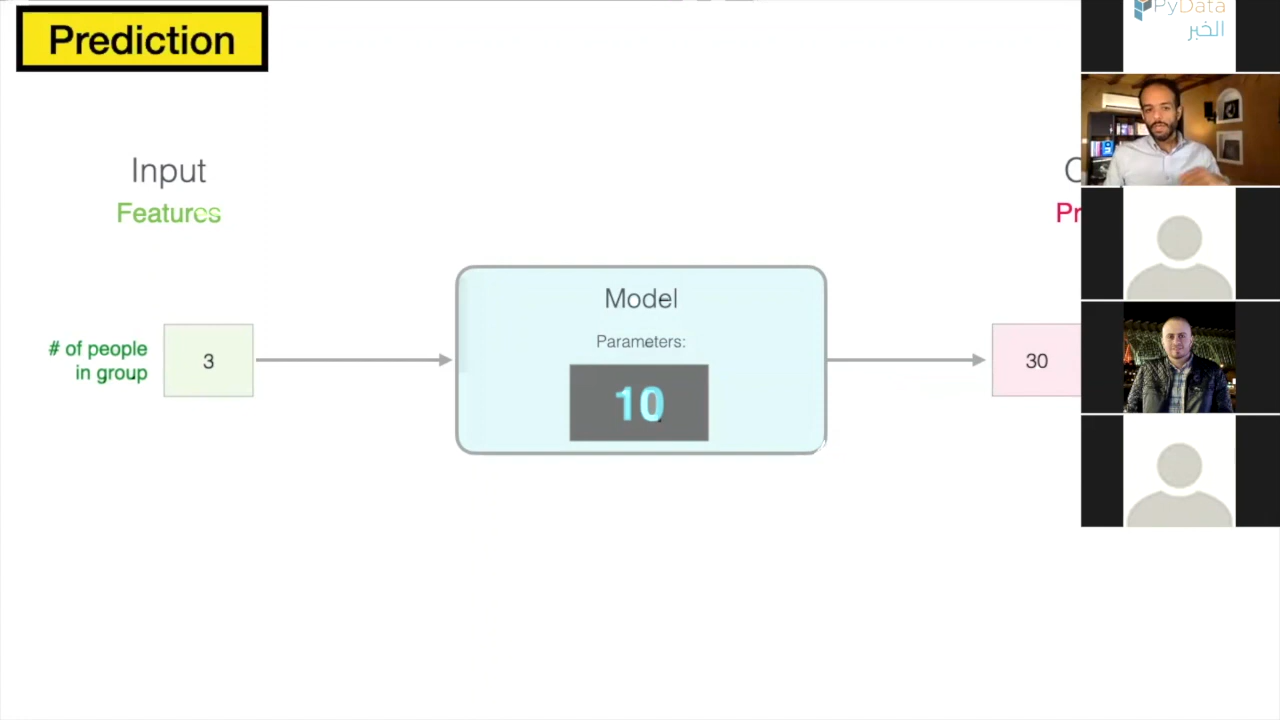 Prediction
PyData
الخبر
Input
Features
# of people
in group
3
Model
Parameters:
10
30